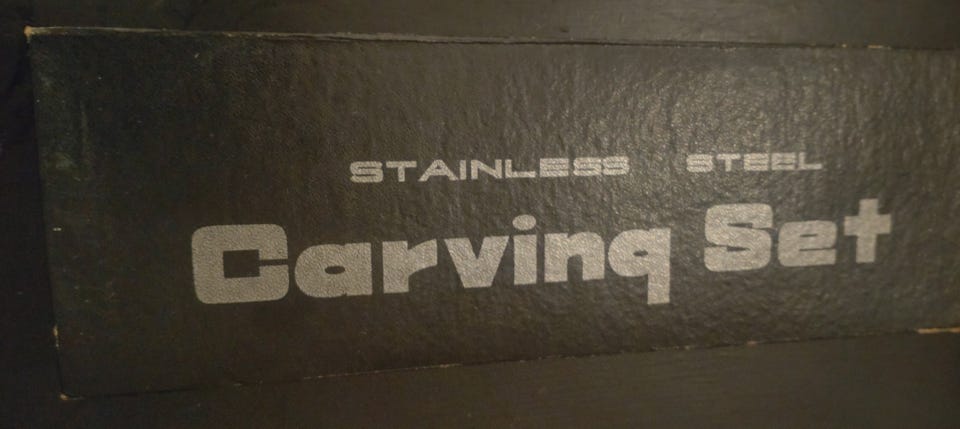 STAINLESS STEEL
Carving Set